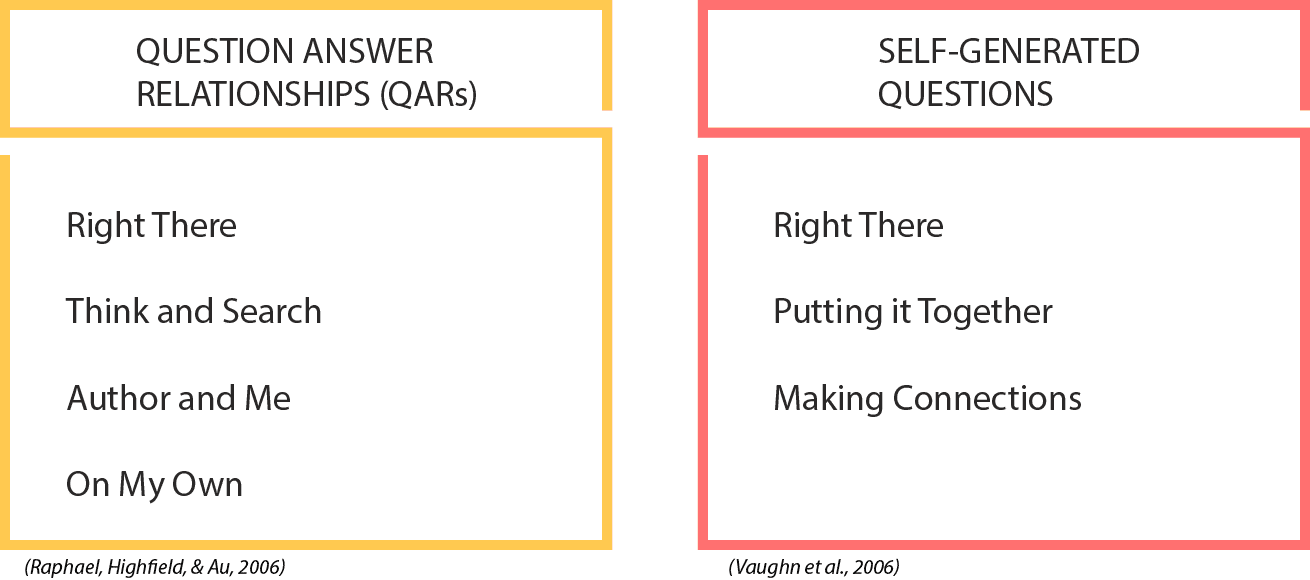 QUESTION ANSWER
RELATIONSHIPS (QARs)
Right There
Think and Search
Author and Me
On My Own
(Raphael, Highfield, & Au, 2006)
SELF-GENERATED
QUESTIONS
Right There
Putting it Together
Making Connections
(Vaughn et al., 2006)